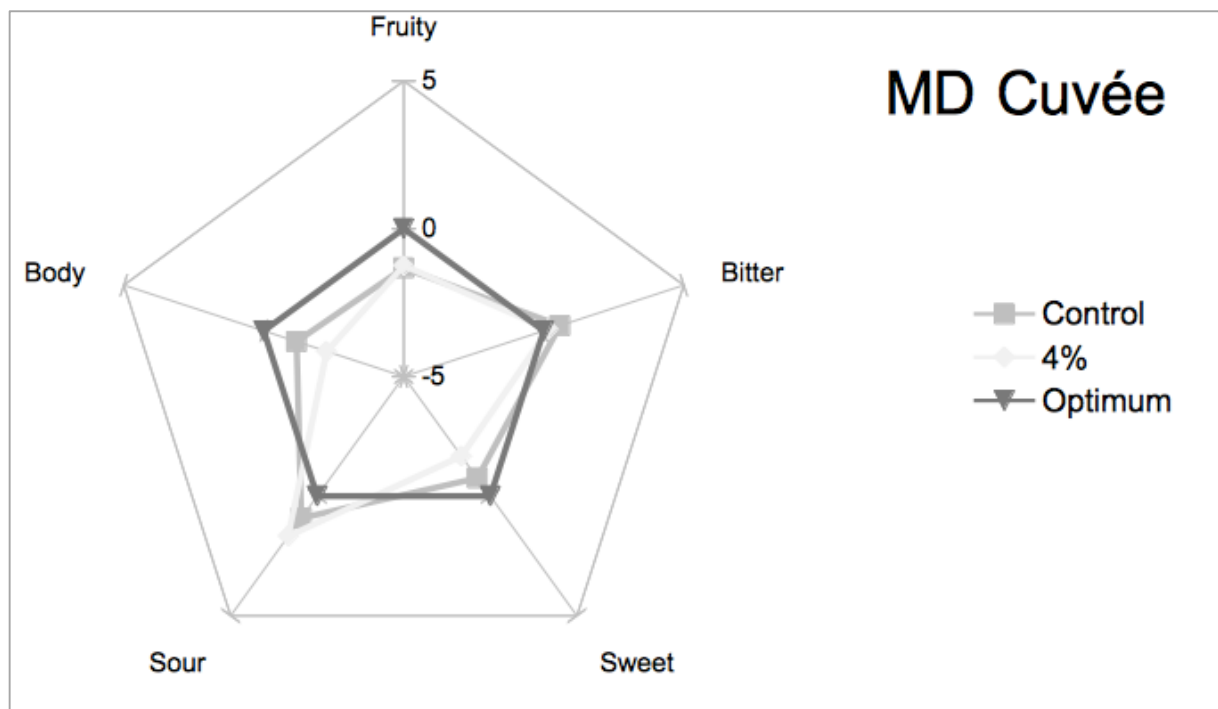 Fruity
MD Cuvée
5
0
-5
Body
Bitter
Control
4%
Optimum
Sour
Sweet